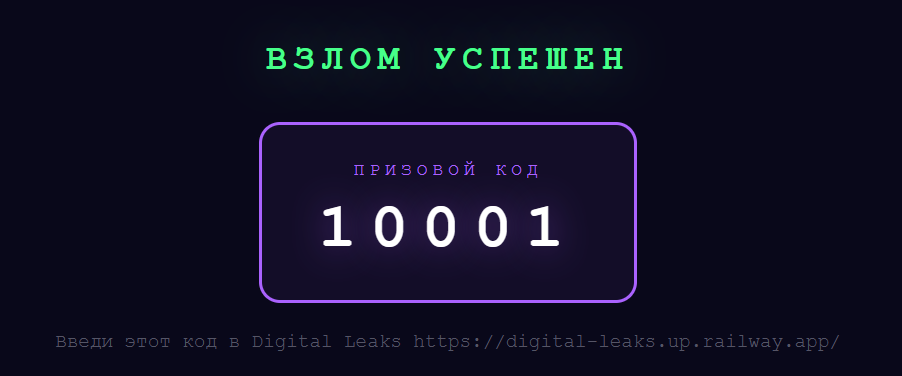 ВЗЛОМ УСПЕШЕН
ПРИЗОВОЙ КОД
10001
Введи этот код в Digital Leaks https://digital-leaks.up.railway.app/